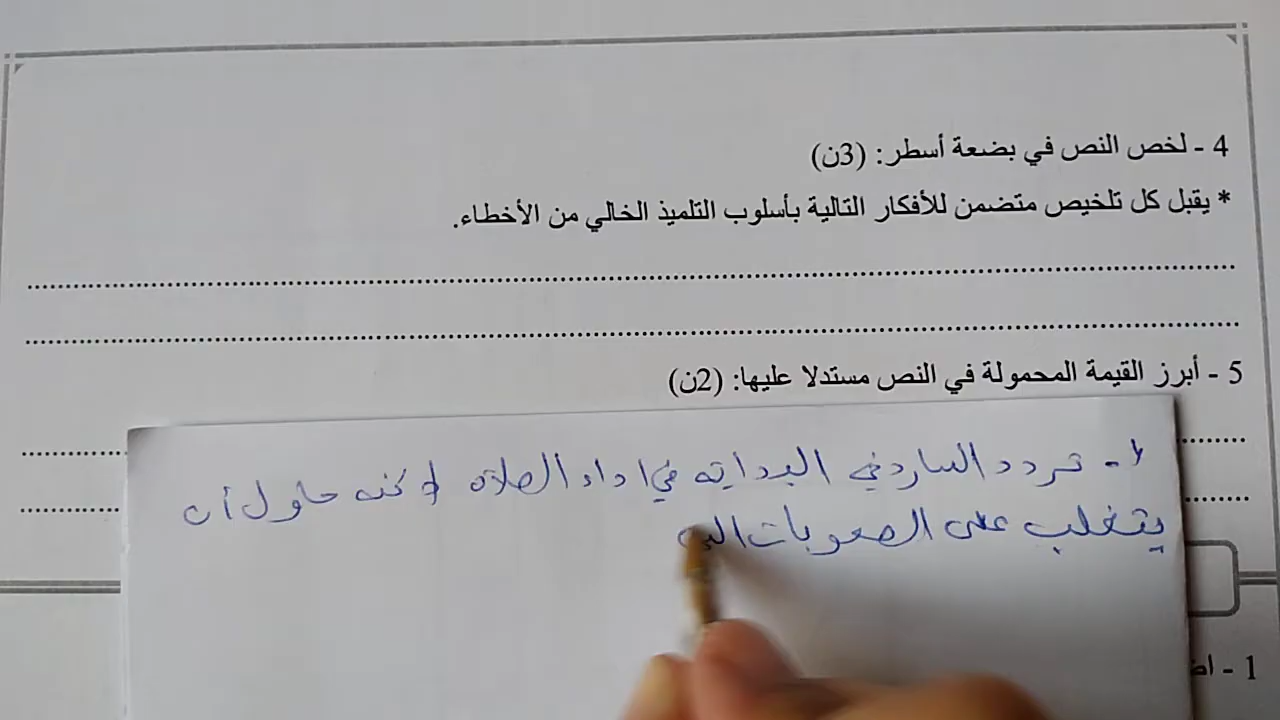 4 - لخص النص في بضعة أسطر: (3ن)
* يقبل كل تلخيص متضمن للأفكار التالية بأسلوب التلميذ الخالي من الأخطاء.
5 - أبرز القيمة المحمولة في النص مستدلا عليها: (2ن)
4- تردد السارد في البداية في اداء الصلاة لكنه حاول أن
يتغلب على الصعوبات
1 -